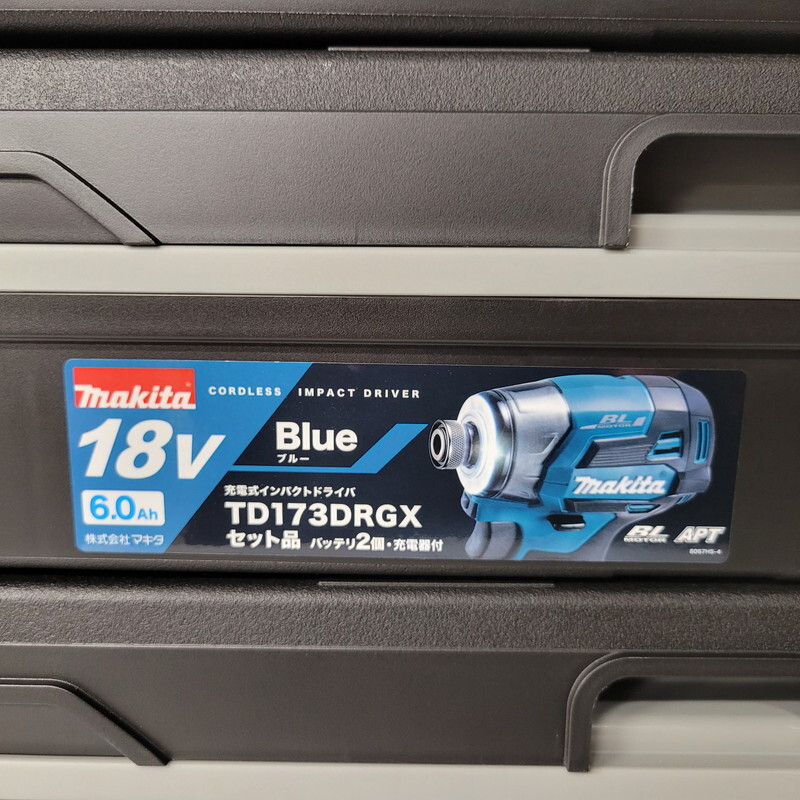 makita
CORDLESS IMPACT DRIVER
18V
Blue
ブルー
6.0Ah
充電式インパクトドライバ
TD173DRGX
セット品 バッテリ2個・充電器付
株式会社マキタ
BL
MOTOR
makita
BL
MOTOR
APT